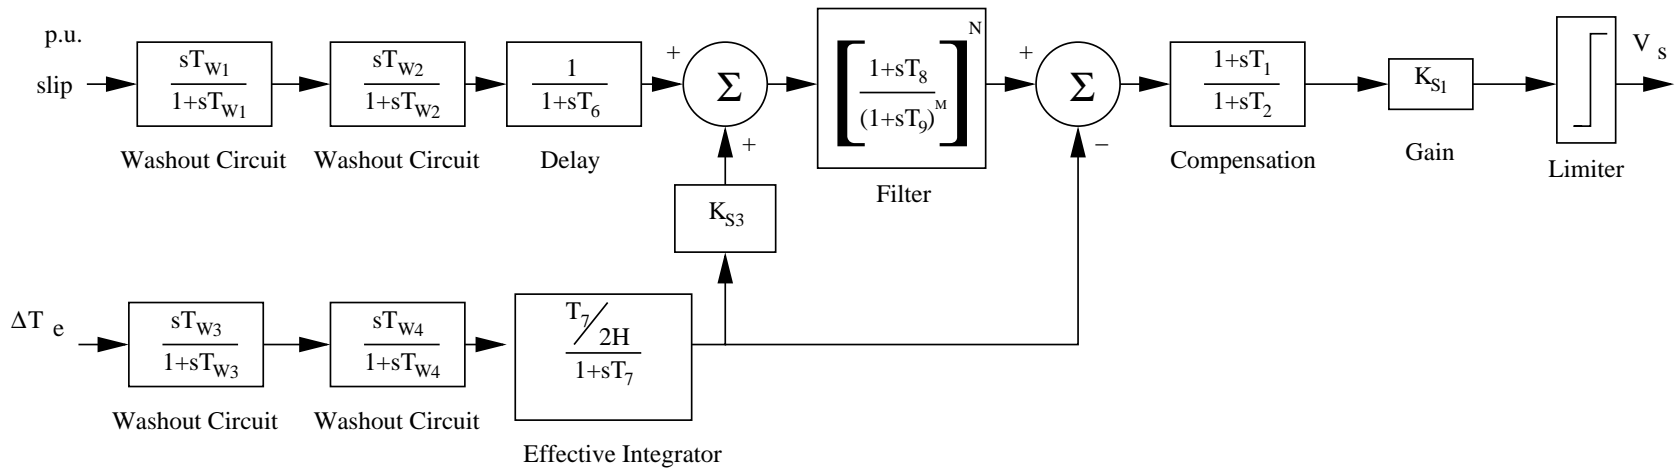 p.u.
slip
sT_W1
1+sT_W1
Washout Circuit
sT_W2
1+sT_W2
Washout Circuit
1
1+sT_6
Delay
+
Σ
+
K_S3
[ 1+sT_8
(1+sT_9)^M ]^N
Filter
+
Σ
−
1+sT_1
1+sT_2
Compensation
K_S1
Gain
Limiter
V_s
ΔT_e
sT_W3
1+sT_W3
Washout Circuit
sT_W4
1+sT_W4
Washout Circuit
T_7/2H
1+sT_7
Effective Integrator